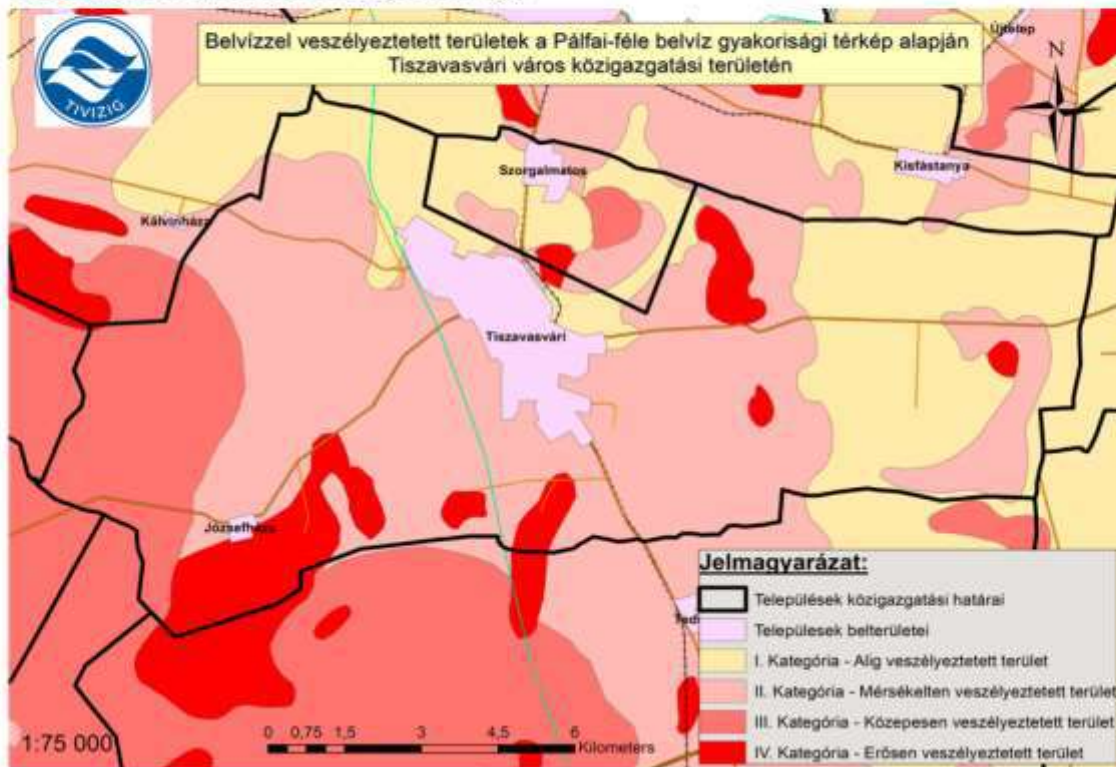 Belvízzel veszélyeztetett területek a Pálfai-féle belvíz gyakorisági térkép alapján
Tiszavasvári város közigazgatási területén
TIVIZIG
Újtelep
N
Szorgalmatos
Kisfástanya
Kálvinháza
Tiszavasvári
Józsefháza
Jelmagyarázat:
Települések közigazgatási határai
Települések belterületei
I. Kategória - Alig veszélyeztetett terület
II. Kategória - Mérsékelten veszélyeztetett terület
III. Kategória - Közepesen veszélyeztetett terület
IV. Kategória - Erősen veszélyeztetett terület
1:75 000
0 0,75 1,5 3 4,5 6
Kilometers